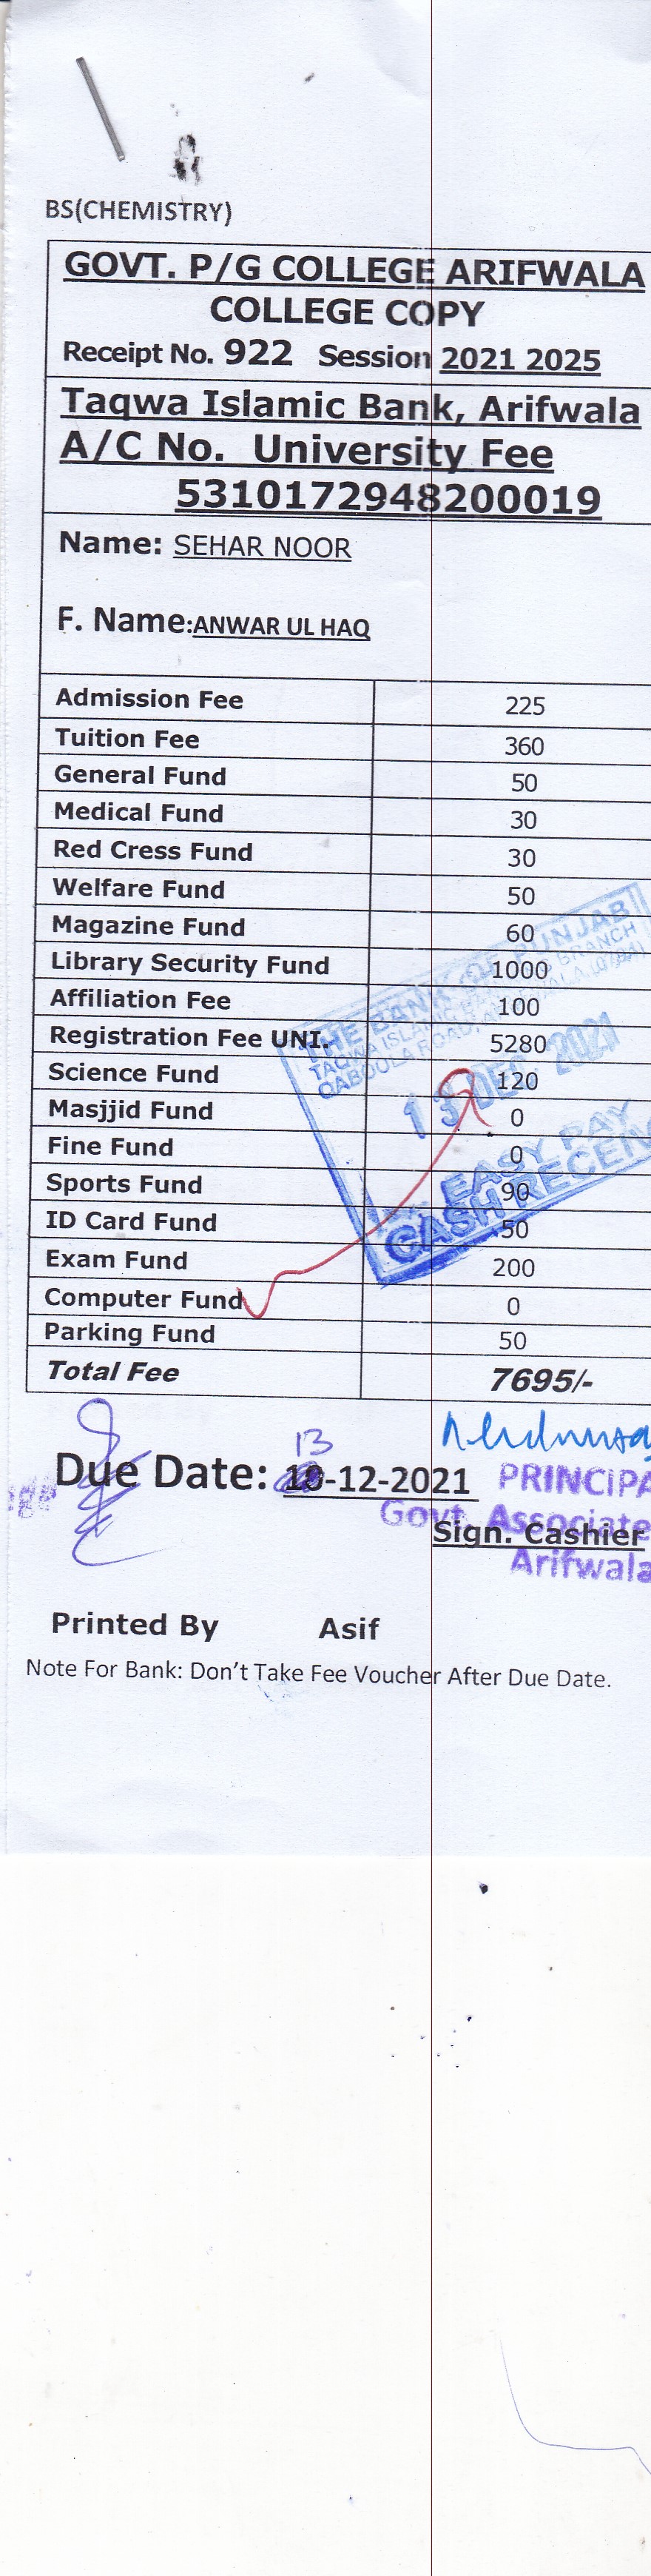 BS(CHEMISTRY)
GOVT. P/G COLLEGE ARIFWALA
COLLEGE COPY
Receipt No. 922 Session 2021 2025
Taqwa Islamic Bank, Arifwala
A/C No. University Fee
5310172948200019
Name: SEHAR NOOR
F. Name:ANWAR UL HAQ
Admission Fee 225
Tuition Fee 360
General Fund 50
Medical Fund 30
Red Cress Fund 30
Welfare Fund 50
Magazine Fund 60
Library Security Fund 1000
Affiliation Fee 100
Registration Fee UNI. 5280
Science Fund 120
Masjjid Fund 0
Fine Fund 0
Sports Fund 90
ID Card Fund 50
Exam Fund 200
Computer Fund 0
Parking Fund 50
Total Fee 7695/-
THE BANK OF PUNJAB
TAQWA ISLAMIC BANKING BRANCH
QABOOLA ROAD, ARIFWALA
13 DEC 2021
EASY PAY
CASH RECEIV
13
Due Date: 10-12-2021
PRINCIPA
Govt. Associate
Sign. Cashier
Arifwala
Printed By Asif
Note For Bank: Don't Take Fee Voucher After Due Date.